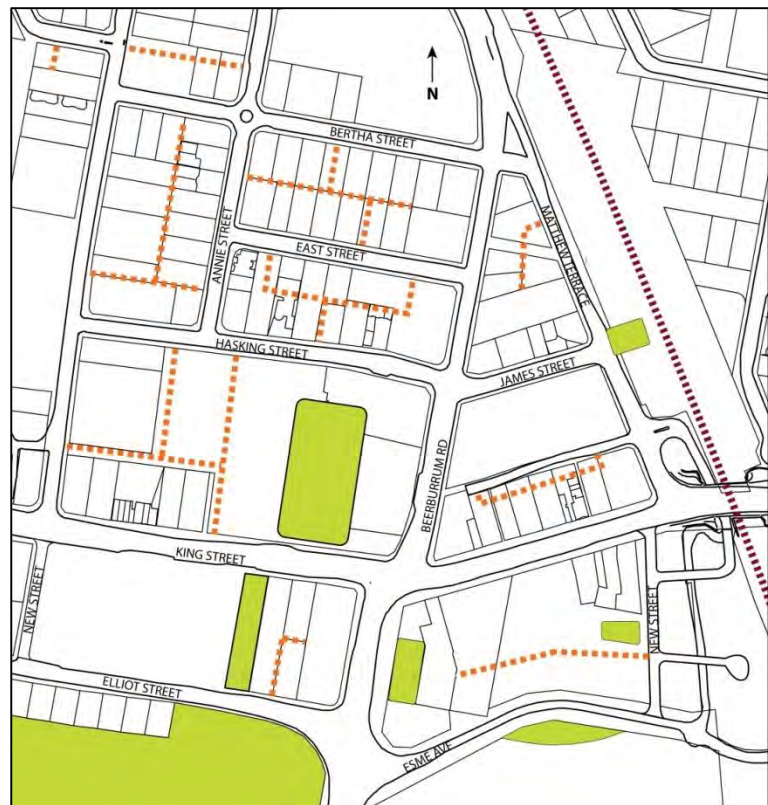 N
BERTHA STREET
MATTHEW TERRACE
ANNIE STREET
EAST STREET
HASKING STREET
JAMES STREET
BEERBURRUM RD
KING STREET
NEW STREET
NEW STREET
ELLIOT STREET
ESME AVE